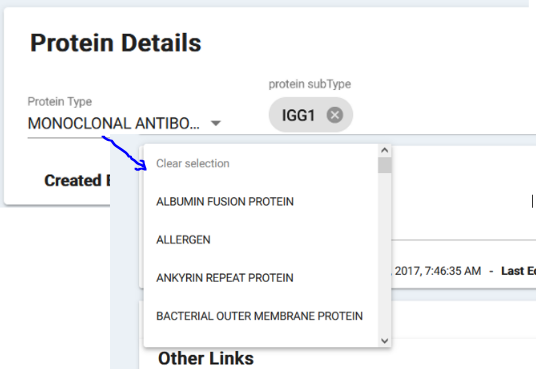 Protein Details
protein subType
Protein Type
MONOCLONAL ANTIBO...
IGG1
Created
Clear selection
ALBUMIN FUSION PROTEIN
ALLERGEN
ANKYRIN REPEAT PROTEIN
, 2017, 7:46:35 AM - Last
BACTERIAL OUTER MEMBRANE PROTEIN
Other Links